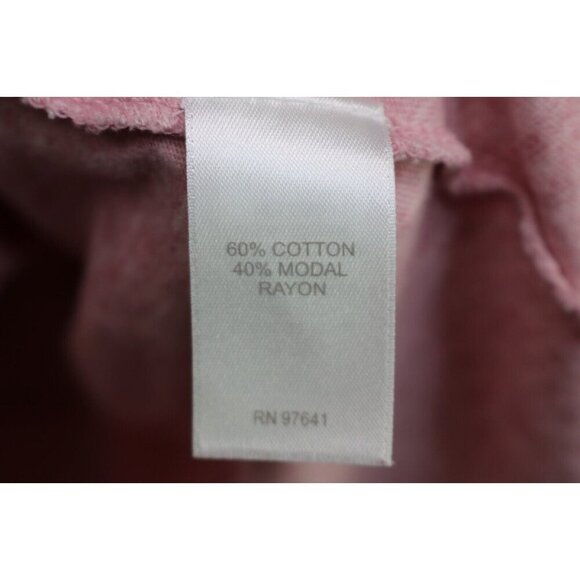 60% COTTON
40% MODAL
RAYON
RN 97641